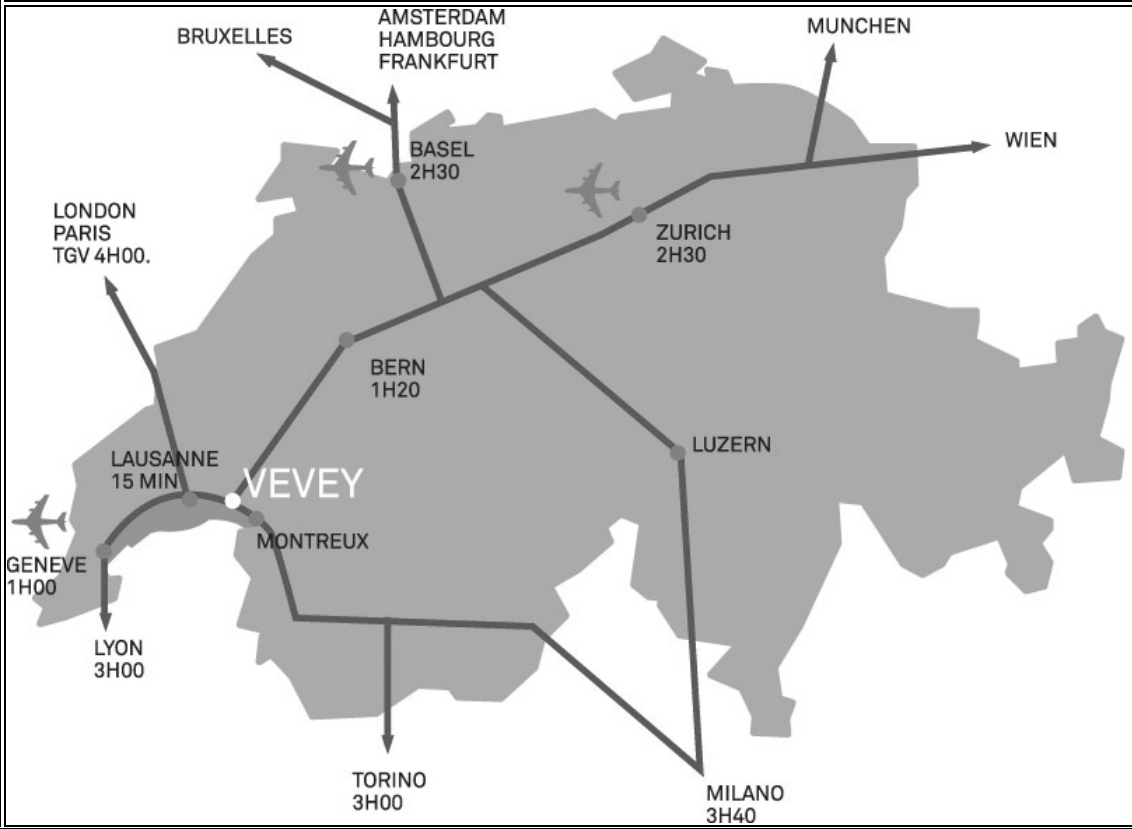 AMSTERDAM
HAMBOURG
FRANKFURT
BRUXELLES
MUNCHEN
WIEN
BASEL
2H30
LONDON
PARIS
TGV 4H00.
ZURICH
2H30
BERN
1H20
LUZERN
LAUSANNE
15 MIN
VEVEY
MONTREUX
GENEVE
1H00
LYON
3H00
TORINO
3H00
MILANO
3H40